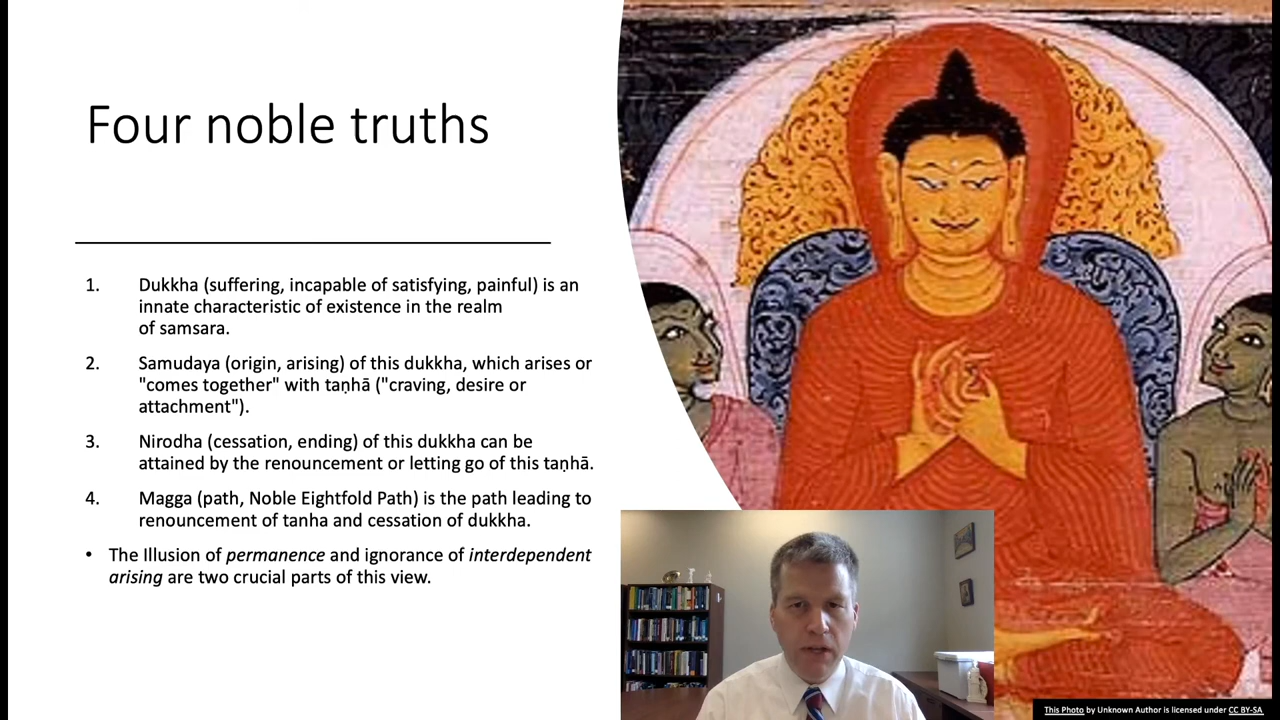 Four noble truths
1. Dukkha (suffering, incapable of satisfying, painful) is an
innate characteristic of existence in the realm
of samsara.
2. Samudaya (origin, arising) of this dukkha, which arises or
"comes together" with taṇhā ("craving, desire or
attachment").
3. Nirodha (cessation, ending) of this dukkha can be
attained by the renouncement or letting go of this taṇhā.
4. Magga (path, Noble Eightfold Path) is the path leading to
renouncement of tanha and cessation of dukkha.
• The Illusion of permanence and ignorance of interdependent
arising are two crucial parts of this view.
This Photo by Unknown Author is licensed under CC BY-SA